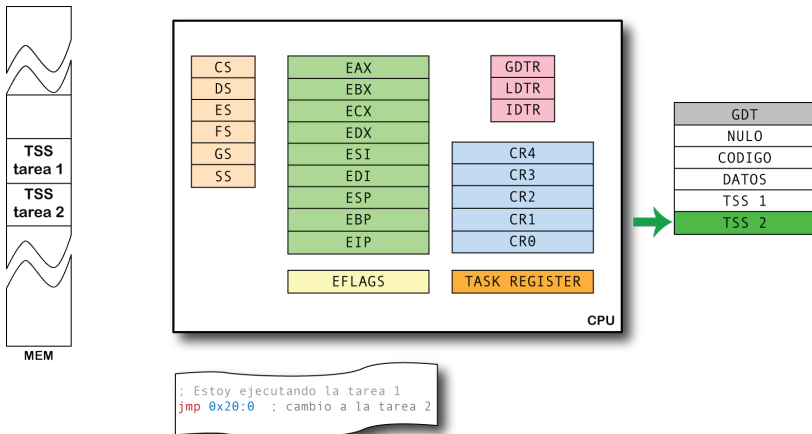 TSS
tarea 1
TSS
tarea 2
MEM
CS
DS
ES
FS
GS
SS
EAX
EBX
ECX
EDX
ESI
EDI
ESP
EBP
EIP
EFLAGS
GDTR
LDTR
IDTR
CR4
CR3
CR2
CR1
CR0
TASK REGISTER
CPU
GDT
NULO
CODIGO
DATOS
TSS 1
TSS 2
; Estoy ejecutando la tarea 1
jmp 0x20:0 ; cambio a la tarea 2